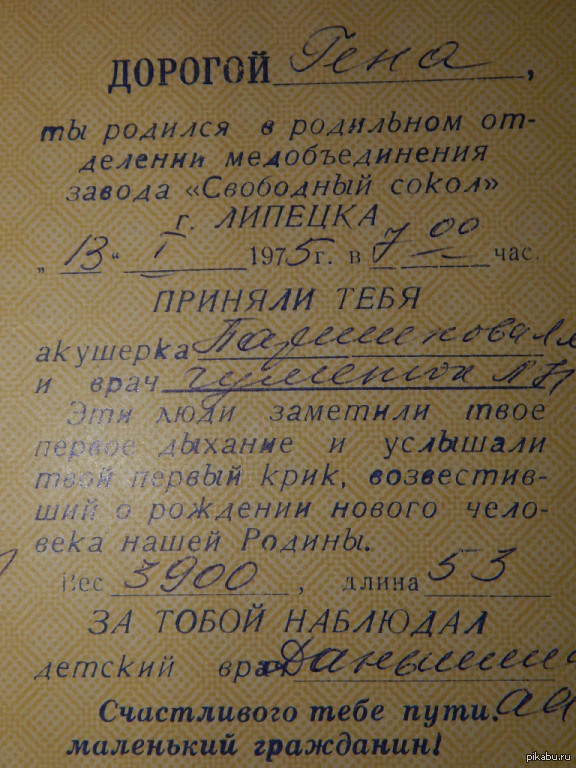 ДОРОГОЙ Гена,
ты родился в родильном от-
делении медобъединения
завода «Свободный сокол»
г. ЛИПЕЦКА
„13“ I 1975 г. в 7 00 час.
ПРИНЯЛИ ТЕБЯ
акушерка
и врач
Эти люди заметили твое
первое дыхание и услышали
твой первый крик, возвестив-
ший о рождении нового чело-
века нашей Родины.
Вес 3900, длина 53
ЗА ТОБОЙ НАБЛЮДАЛ
детский врач
Счастливого тебе пути.
маленький гражданин!
pikabu.ru